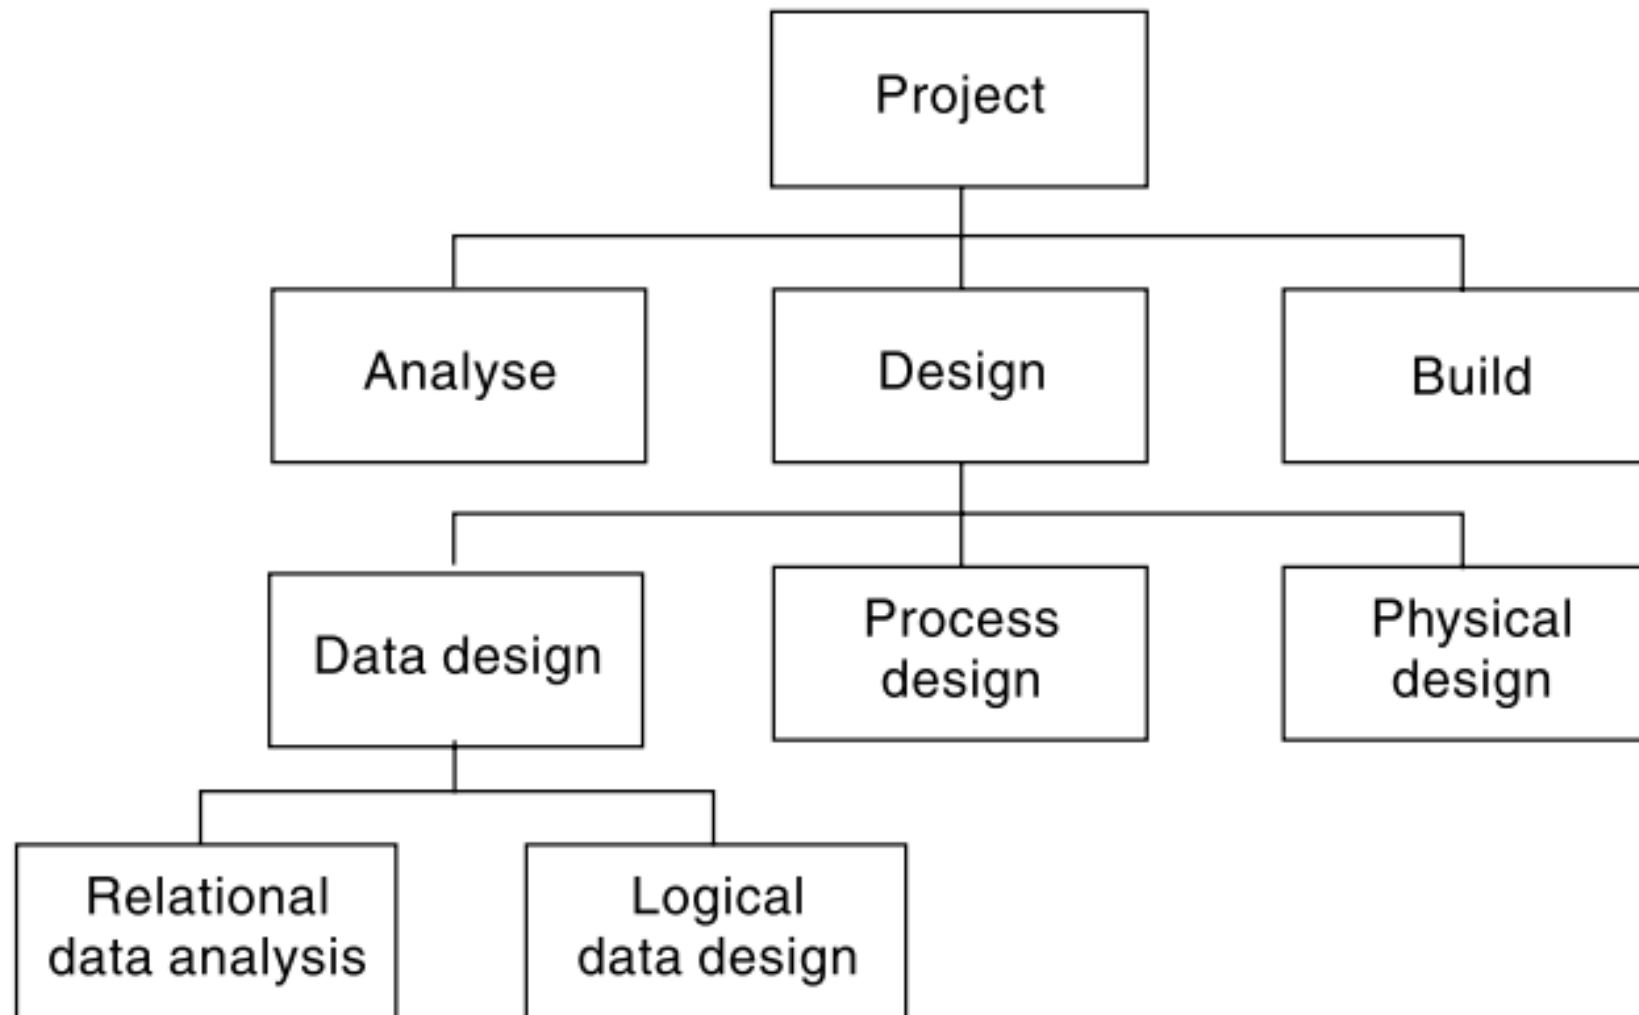 Project
Analyse
Design
Build
Data design
Process
design
Physical
design
Relational
data analysis
Logical
data design